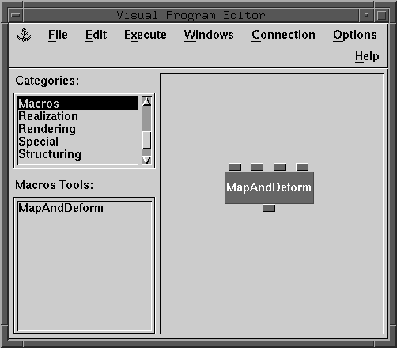 Visual Program Editor
File Edit Execute Windows Connection Options
Help
Categories:
Macros
Realization
Rendering
Special
Structuring
MapAndDeform
Macros Tools:
MapAndDeform